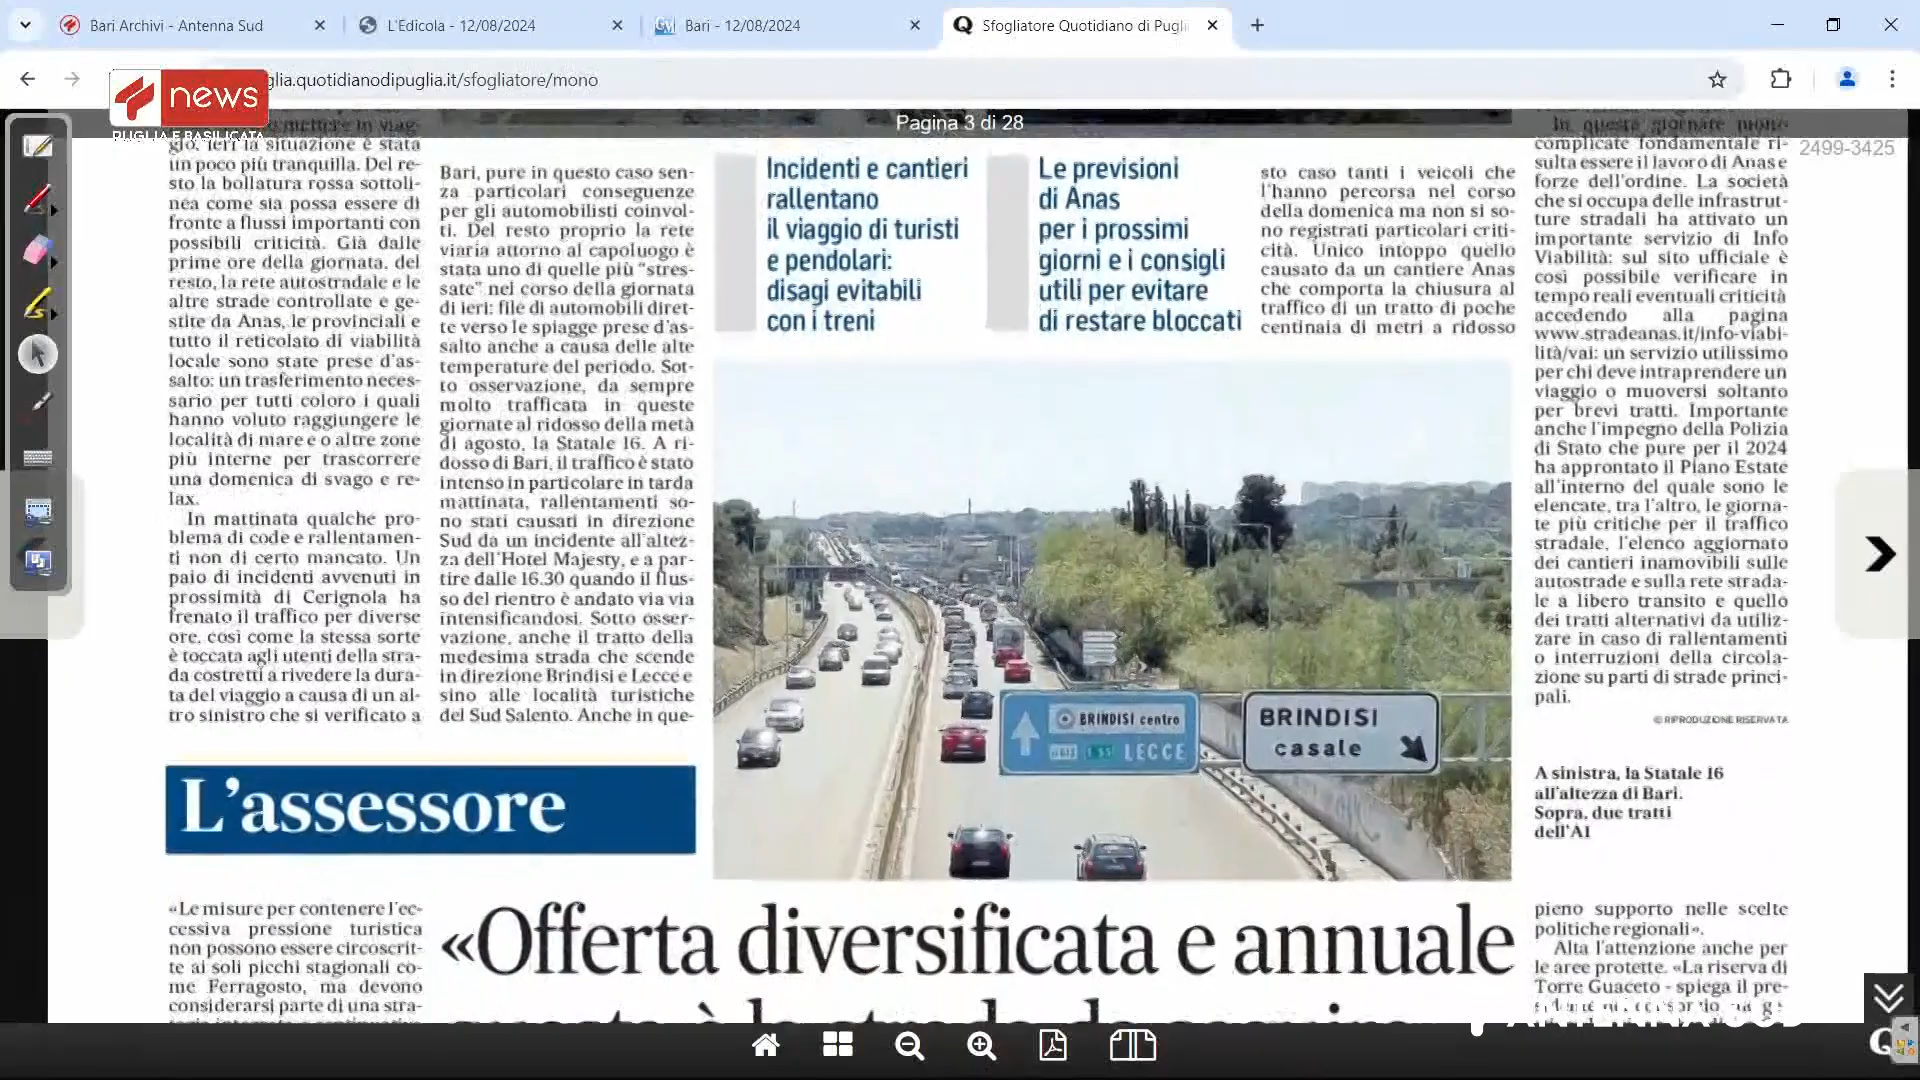 Bari Archivi - Antenna Sud
L'Edicola - 12/08/2024
Bari - 12/08/2024
Sfogliatore Quotidiano di Pugli
glia.quotidianodipuglia.it/sfogliatore/mono
news
PUGLIA E BASILICATA
Pagina 3 di 28
2499-3425
gio, ieri la situazione è stata
un poco più tranquilla. Del re-
sto la bollatura rossa sottoli-
nea come sia possa essere di
fronte a flussi importanti con
possibili criticità. Già dalle
prime ore della giornata, del
resto, la rete autostradale e le
altre strade controllate e ge-
stite da Anas, le provinciali e
tutto il reticolato di viabilità
locale sono state prese d'as-
salto: un trasferimento neces-
sario per tutti coloro i quali
hanno voluto raggiungere le
località di mare e o altre zone
più interne per trascorrere
una domenica di svago e re-
lax.
In mattinata qualche pro-
blema di code e rallentamen-
ti non di certo mancato. Un
paio di incidenti avvenuti in
prossimità di Cerignola ha
frenato il traffico per diverse
ore, così come la stessa sorte
è toccata agli utenti della stra-
da costretti a rivedere la dura-
ta del viaggio a causa di un al-
tro sinistro che si verificato a
Bari, pure in questo caso sen-
za particolari conseguenze
per gli automobilisti coinvol-
ti. Del resto proprio la rete
viaria attorno al capoluogo è
stata uno di quelle più "stres-
sate" nel corso della giornata
di ieri: file di automobili diret-
te verso le spiagge prese d'as-
salto anche a causa delle alte
temperature del periodo. Sot-
to osservazione, da sempre
molto trafficata in queste
giornate al ridosso della metà
di agosto, la Statale 16. A ri-
dosso di Bari, il traffico è stato
intenso in particolare in tarda
mattinata, rallentamenti so-
no stati causati in direzione
Sud da un incidente all'altez-
za dell'Hotel Majesty, e a par-
tire dalle 16.30 quando il flus-
so del rientro è andato via via
intensificandosi. Sotto osser-
vazione, anche il tratto della
medesima strada che scende
in direzione Brindisi e Lecce e
sino alle località turistiche
del Sud Salento. Anche in que-
Incidenti e cantieri
rallentano
il viaggio di turisti
e pendolari:
disagi evitabili
con i treni
Le previsioni
di Anas
per i prossimi
giorni e i consigli
utili per evitare
di restare bloccati
sto caso tanti i veicoli che
l'hanno percorsa nel corso
della domenica ma non si so-
no registrati particolari criti-
cità. Unico intoppo quello
causato da un cantiere Anas
che comporta la chiusura al
traffico di un tratto di poche
centinaia di metri a ridosso
In queste giornate molto
complicate fondamentale ri-
sulta essere il lavoro di Anas e
forze dell'ordine. La società
che si occupa delle infrastrut-
ture stradali ha attivato un
importante servizio di Info
Viabilità: sul sito ufficiale è
così possibile verificare in
tempo reali eventuali criticità
accedendo alla pagina
www.stradeanas.it/info-viabi-
lità/vai: un servizio utilissimo
per chi deve intraprendere un
viaggio o muoversi soltanto
per brevi tratti. Importante
anche l'impegno della Polizia
di Stato che pure per il 2024
ha approntato il Piano Estate
all'interno del quale sono le
elencate, tra l'altro, le giorna-
te più critiche per il traffico
stradale, l'elenco aggiornato
dei cantieri inamovibili sulle
autostrade e sulla rete strada-
le a libero transito e quello
dei tratti alternativi da utiliz-
zare in caso di rallentamenti
o interruzioni della circola-
zione su parti di strade princi-
pali.
© RIPRODUZIONE RISERVATA
BRINDISI centro
LECCE
BRINDISI
casale
A sinistra, la Statale 16
all'altezza di Bari.
Sopra, due tratti
dell'A1
L'assessore
«Le misure per contenere l'ec-
cessiva pressione turistica
non possono essere circoscrit-
te ai soli picchi stagionali co-
me Ferragosto, ma devono
considerarsi parte di una stra-
«Offerta diversificata e annuale
pieno supporto nelle scelte
politiche regionali».
Alta l'attenzione anche per
le aree protette. «La riserva di
Torre Guaceto - spiega il pre-
ANTENNA SUD